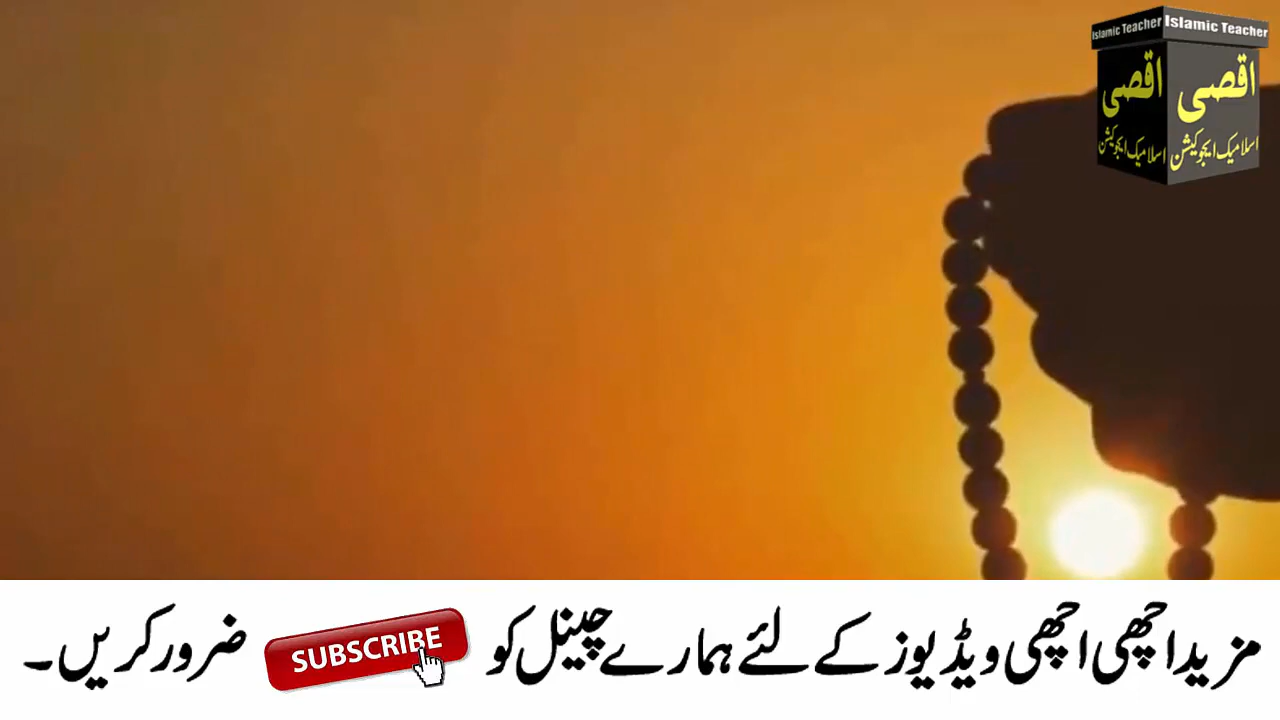 Islamic Teacher Islamic Teacher
اقصی اقصی
اسلامیک ایجوکیشن اسلامیک ایجوکیشن
مزید اچھی اچھی ویڈیوز کے لئے ہمارے چینل کو SUBSCRIBE ضرور کریں۔